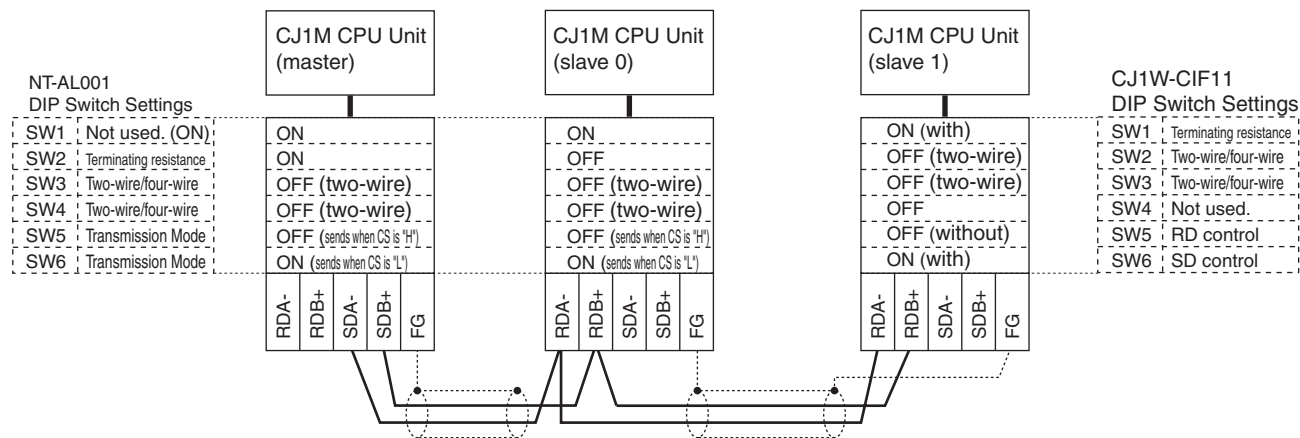 CJ1M CPU Unit
(master)
CJ1M CPU Unit
(slave 0)
CJ1M CPU Unit
(slave 1)
NT-AL001
DIP Switch Settings
SW1 Not used. (ON)
SW2 Terminating resistance
SW3 Two-wire/four-wire
SW4 Two-wire/four-wire
SW5 Transmission Mode
SW6 Transmission Mode
ON
ON
OFF (two-wire)
OFF (two-wire)
OFF (sends when CS is "H")
ON (sends when CS is "L")
RDA- RDB+ SDA- SDB+ FG
ON
OFF
OFF (two-wire)
OFF (two-wire)
OFF (sends when CS is "H")
ON (sends when CS is "L")
RDA- RDB+ SDA- SDB+ FG
ON (with)
OFF (two-wire)
OFF (two-wire)
OFF
OFF (without)
ON (with)
RDA- RDB+ SDA- SDB+ FG
CJ1W-CIF11
DIP Switch Settings
SW1 Terminating resistance
SW2 Two-wire/four-wire
SW3 Two-wire/four-wire
SW4 Not used.
SW5 RD control
SW6 SD control